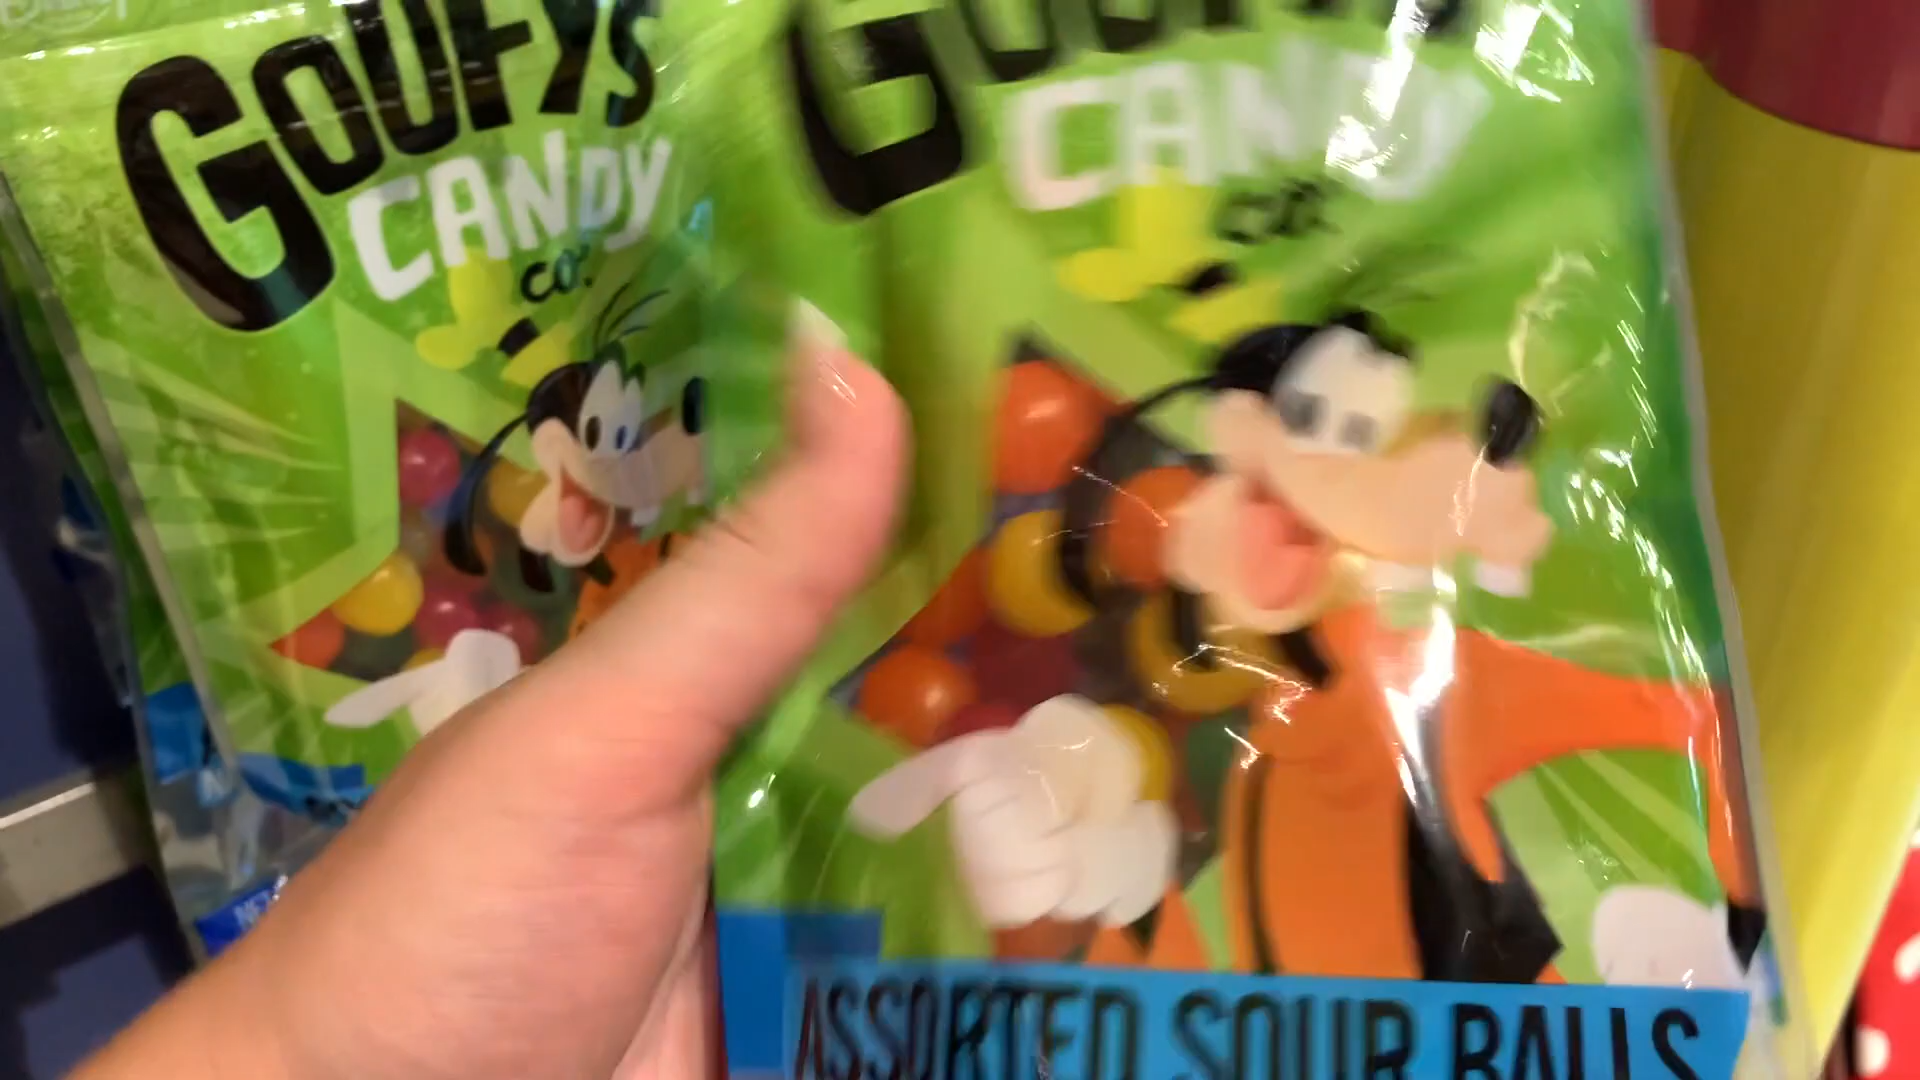 GOOFY'S
CANDY
CO.
CANDY
CO.
ASSORTED SOUR BALLS